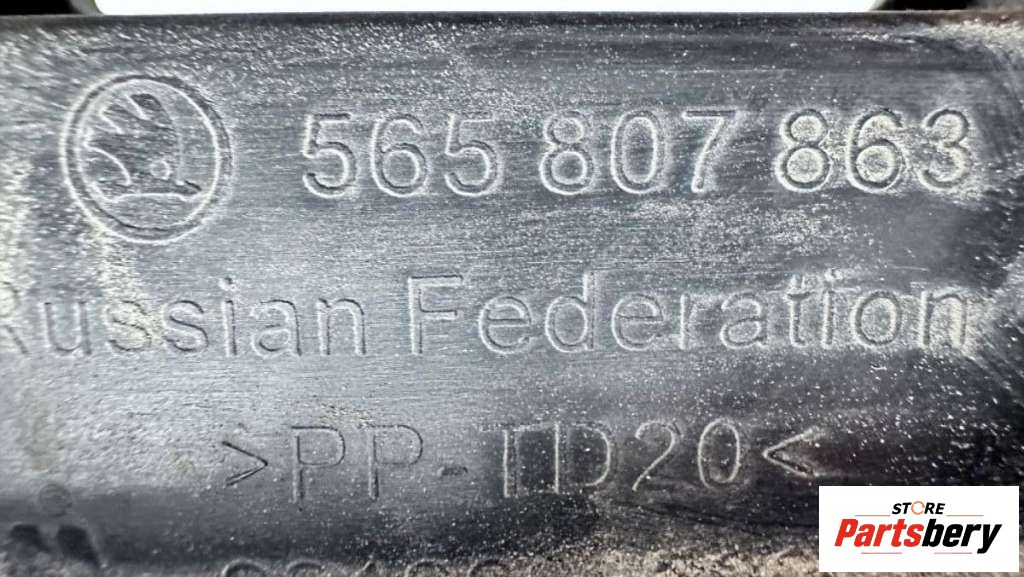 565 807 863
Russian Federation
>PP-TD20<
STORE
Partsbery